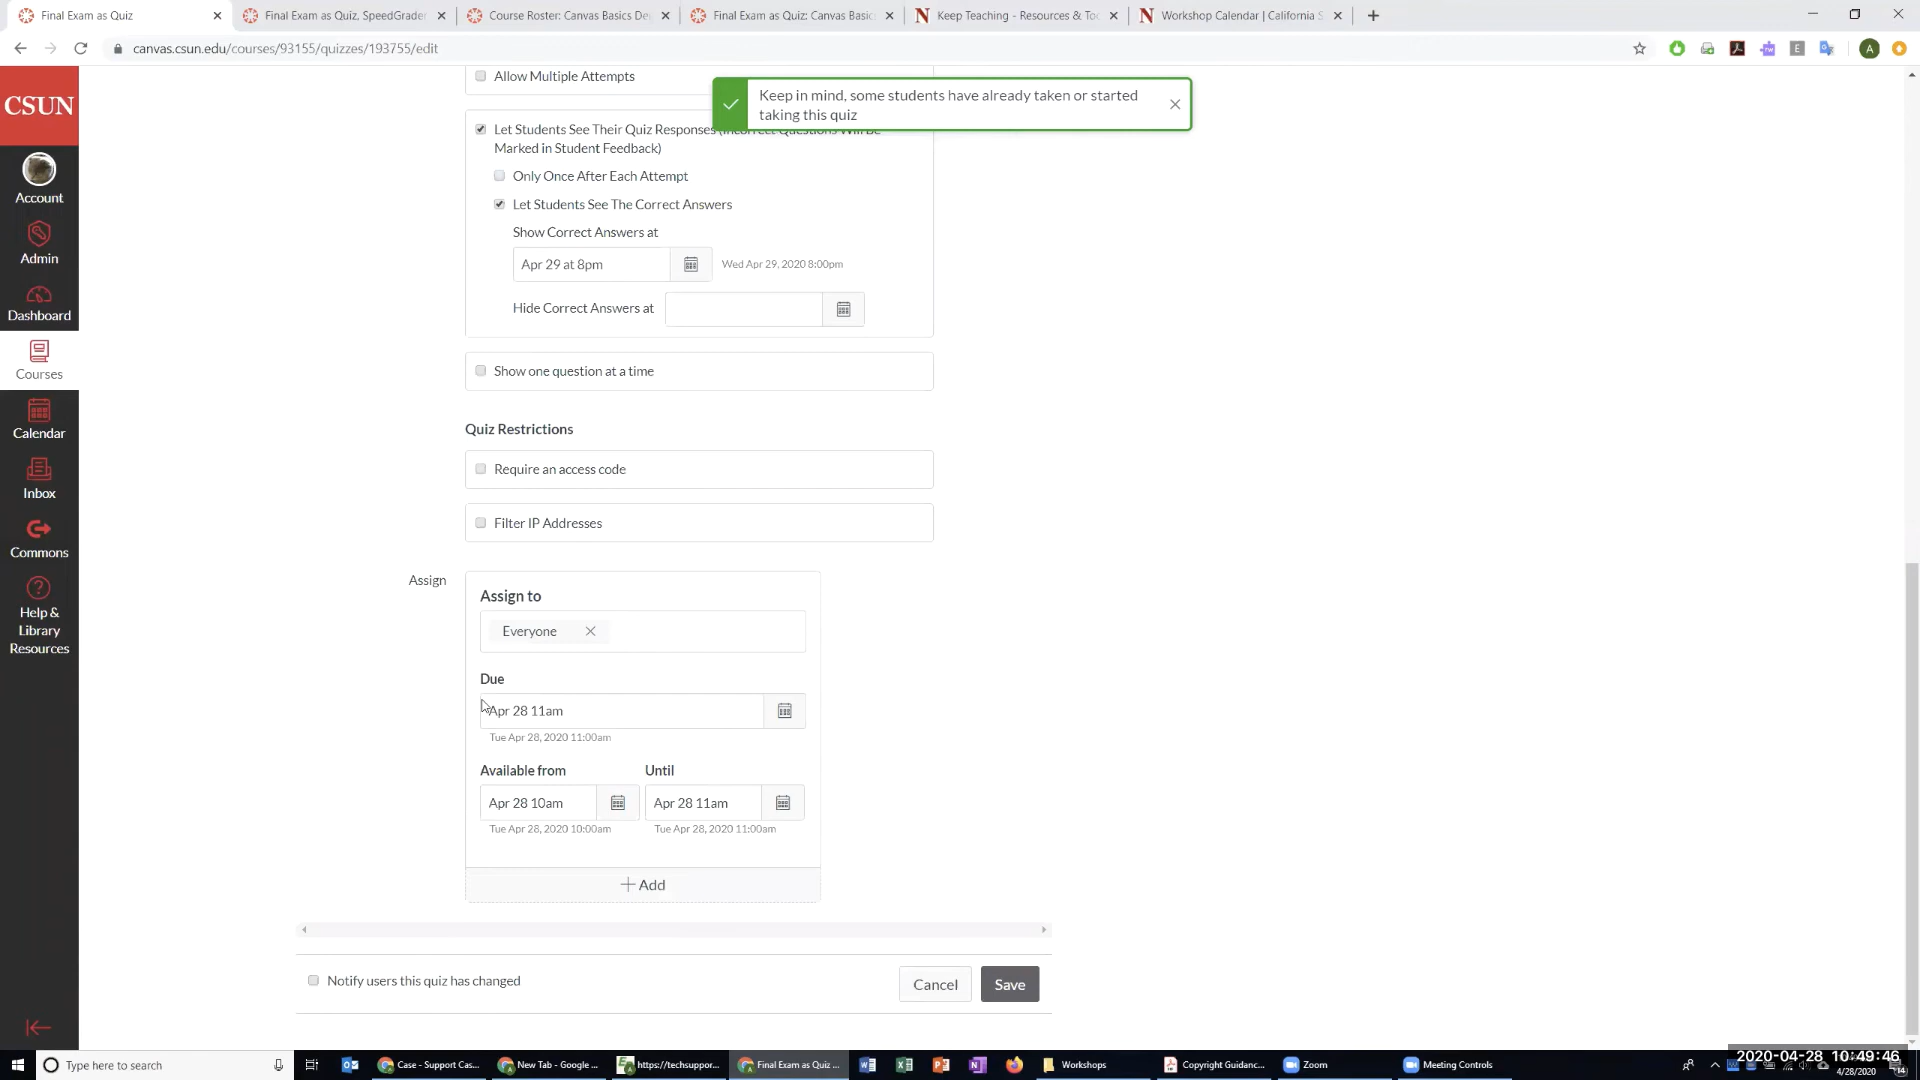 Final Exam as Quiz
Final Exam as Quiz, SpeedGrader
Course Roster: Canvas Basics De
Final Exam as Quiz: Canvas Basic
Keep Teaching - Resources & To
Workshop Calendar | California S
canvas.csun.edu/courses/93155/quizzes/193755/edit
A
CSUN
Account
Admin
Dashboard
Courses
Calendar
Inbox
Commons
Help &
Library
Resources
Allow Multiple Attempts
Keep in mind, some students have already taken or started
taking this quiz
Let Students See Their Quiz Responses (Incorrect Questions Will Be
Marked in Student Feedback)
Only Once After Each Attempt
Let Students See The Correct Answers
Show Correct Answers at
Apr 29 at 8pm
Wed Apr 29, 2020 8:00pm
Hide Correct Answers at
Show one question at a time
Quiz Restrictions
Require an access code
Filter IP Addresses
Assign
Assign to
Everyone
Due
Apr 28 11am
Tue Apr 28, 2020 11:00am
Available from
Until
Apr 28 10am
Apr 28 11am
Tue Apr 28, 2020 10:00am
Tue Apr 28, 2020 11:00am
+ Add
Notify users this quiz has changed
Cancel
Save
Type here to search
Case - Support Cas...
New Tab - Google ...
https://techsuppor...
Final Exam as Quiz ...
Workshops
Copyright Guidanc...
Zoom
Meeting Controls
2020-04-28 10:49:46
4/28/2020